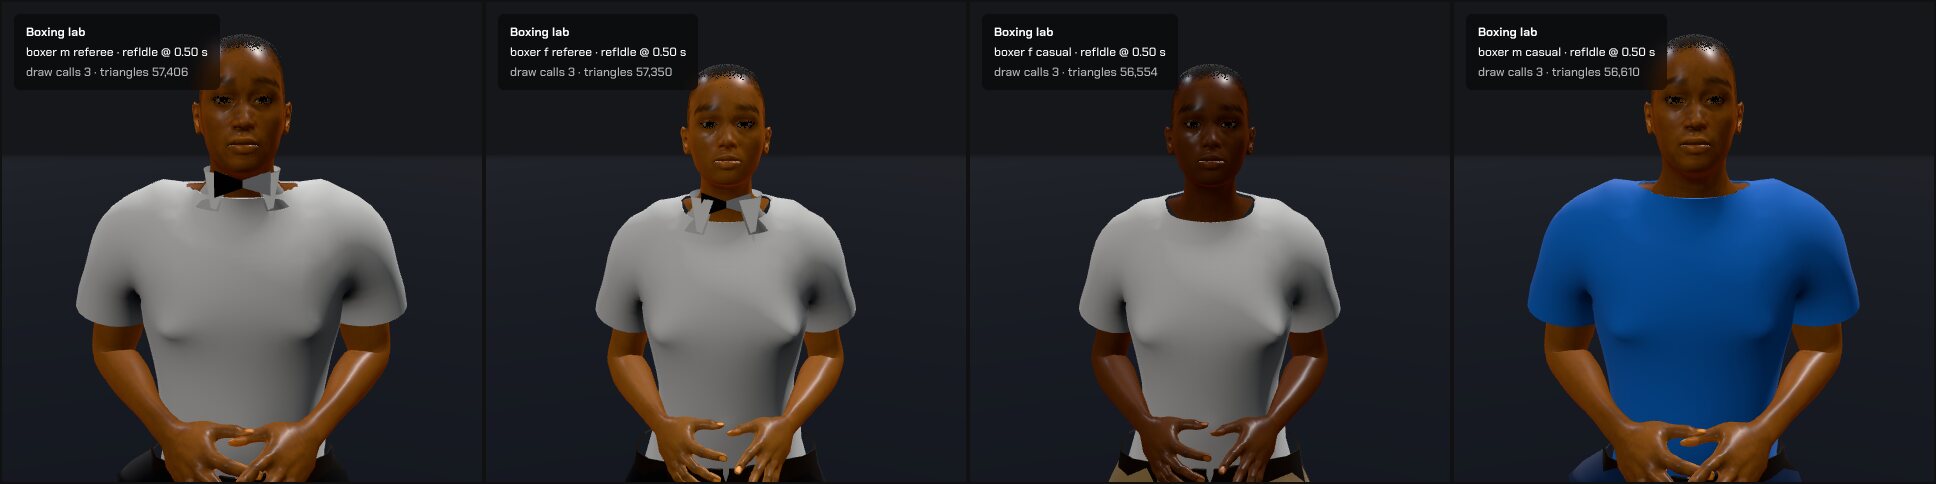 Boxing lab
boxer m referee · refIdle @ 0.50 s
draw calls 3 · triangles 57,406
Boxing lab
boxer f referee · refIdle @ 0.50 s
draw calls 3 · triangles 57,350
Boxing lab
boxer f casual · refIdle @ 0.50 s
draw calls 3 · triangles 56,554
Boxing lab
boxer m casual · refIdle @ 0.50 s
draw calls 3 · triangles 56,610